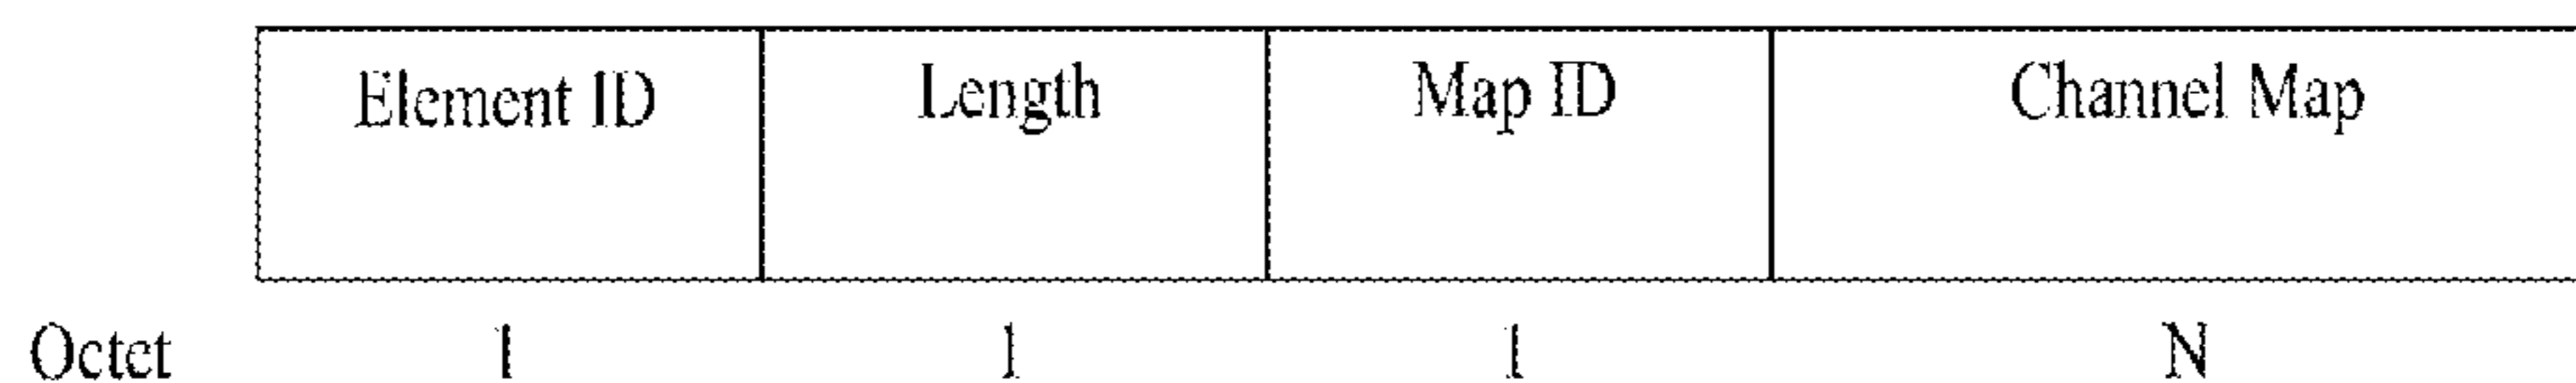 Element ID Length Map ID Channel Map
Octet 1 1 1 N